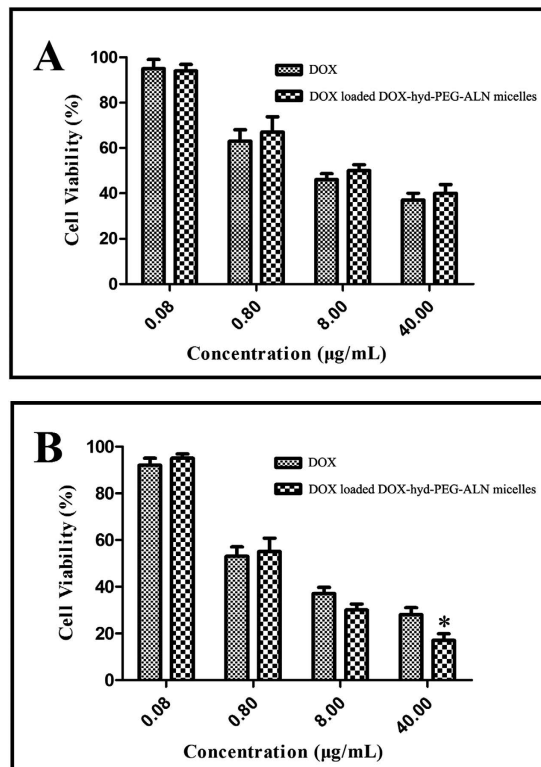 A
100
80
60
40
20
0
Cell Viability (%)
DOX
DOX loaded DOX-hyd-PEG-ALN micelles
0.08
0.80
8.00
40.00
Concentration (μg/mL)
B
100
80
60
40
20
0
Cell Viability (%)
DOX
DOX loaded DOX-hyd-PEG-ALN micelles
*
0.08
0.80
8.00
40.00
Concentration (μg/mL)